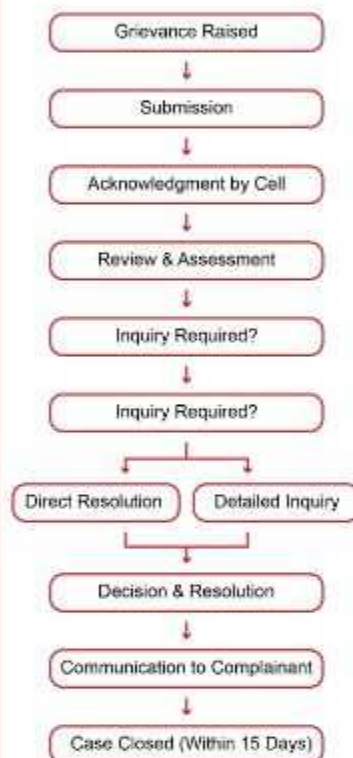 Grievance Raised
Submission
Acknowledgment by Cell
Review & Assessment
Inquiry Required?
Inquiry Required?
Direct Resolution
Detailed Inquiry
Decision & Resolution
Communication to Complainant
Case Closed (Within 15 Days)